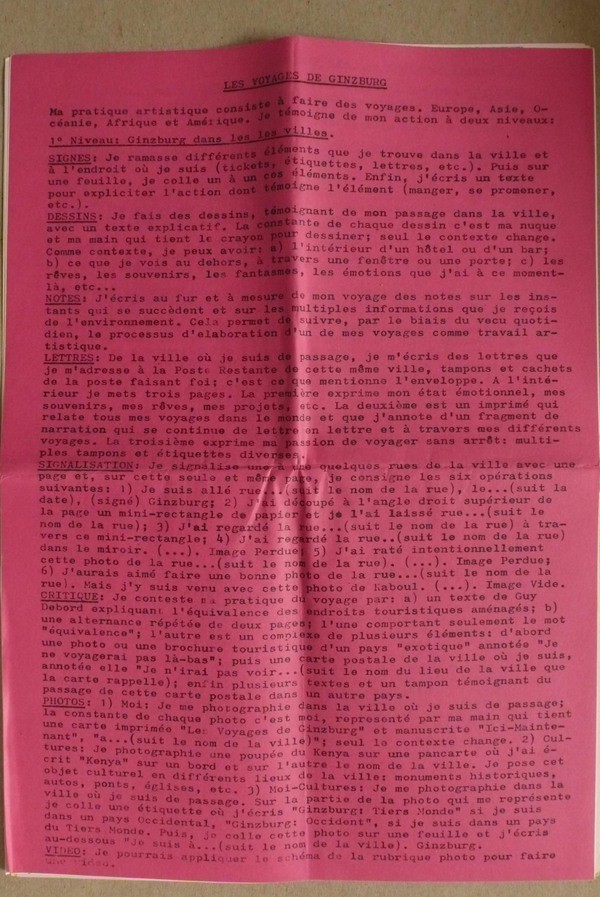 LES VOYAGES DE GINZBURG
Ma pratique artistique consiste à faire des voyages. Europe, Asie, O-
céanie, Afrique et Amérique. Je témoigne de mon action à deux niveaux:
1° Niveau: Ginzburg dans les les villes.
SIGNES: Je ramasse différents éléments que je trouve dans la ville et
à l'endroit où je suis (tickets, étiquettes, lettres, etc.). Puis sur
une feuille, je colle un à un ces éléments. Enfin, j'écris un texte
pour expliciter l'action dont témoigne l'élément (manger, se promener,
etc.).
DESSINS: Je fais des dessins, témoignant de mon passage dans la ville,
avec un texte explicatif. La constante de chaque dessin c'est ma nuque
et ma main qui tient le crayon pour dessiner; seul le contexte change.
Comme contexte, je peux avoir: a) l'intérieur d'un hôtel ou d'un bar;
b) ce que je vois au dehors, à travers une fenêtre ou une porte; c) les
rêves, les souvenirs, les fantasmes, les émotions que j'ai à ce moment-
là, etc...
NOTES: J'écris au fur et à mesure de mon voyage des notes sur les ins-
tants qui se succèdent et sur les multiples informations que je reçois
de l'environnement. Cela permet de suivre, par le biais du vecu quoti-
dien, le processus d'elaboration d'un de mes voyages comme travail ar-
tistique.
LETTRES: De la ville où je suis de passage, je m'écris des lettres que
je m'adresse à la Poste Restante de cette même ville, tampons et cachets
de la poste faisant foi; c'est ce que mentionne l'enveloppe. A l'inté-
rieur je mets trois pages. La première exprime mon état émotionnel, mes
souvenirs, mes rêves, mes projets, etc. La deuxième est un imprimé qui
relate tous mes voyages dans le monde et que j'annote d'un fragment de
narration qui se continue de lettre en lettre et à travers mes différents
voyages. La troisième exprime ma passion de voyager sans arrêt: multi-
ples tampons et étiquettes diverses.
SIGNALISATION: Je signalise une à une quelques rues de la ville avec une
page et, sur cette seule et même page je consigne les six opérations
suivantes: 1) Je suis allé rue...(suit le nom de la rue), le...(suit la
date), (signé) Ginzburg; 2) J'ai découpé à l'angle droit supérieur de
la page un mini-rectangle de papier et je l'ai laissé rue...(suit le
nom de la rue); 3) J'ai regardé la rue...(suit le nom de la rue) à tra-
vers ce mini-rectangle; 4) J'ai regardé la rue..(suit le nom de la rue)
dans le miroir. (...). Image Perdue; 5) J'ai raté intentionnellement
cette photo de la rue...(suit le nom de la rue). (...). Image Perdue;
6) J'aurais aimé faire une bonne photo de la rue...(suit le nom de la
rue). Mais j'y suis venu avec cette photo de Kaboul. (...). Image Vide.
CRITIQUE: Je conteste ma pratique du voyage par: a) un texte de Guy
Debord expliquant l'équivalence des endroits touristiques aménagés; b)
une alternance répétée de deux pages; l'une comportant seulement le mot
"équivalence"; l'autre est un complexe de plusieurs éléments: d'abord
une photo ou une brochure touristique d'un pays "exotique" annotée "Je
ne voyagerai pas là-bas"; puis une carte postale de la ville où je suis,
annotée elle "Je n'irai pas voir...(suit le nom du lieu de la ville que
la carte rappelle); enfin plusieurs textes et un tampon témoignant du
passage de cette carte postale dans un autre pays.
PHOTOS: 1) Moi: Je me photographie dans la ville où je suis de passage;
la constante de chaque photo c'est moi, représenté par ma main qui tient
une carte imprimée "Les Voyages de Ginzburg" et manuscrite "Ici-Mainte-
nant", "a...(suit le nom de la ville)"; seul le contexte change. 2) Cul-
tures: Je photographie une poupée du Kenya sur une pancarte où j'ai é-
crit "Kenya" sur un bord et sur l'autre le nom de la ville. Je pose cet
objet culturel en différents lieux de la ville: monuments historiques,
autos, ponts, églises, etc. 3) Moi-Cultures: Je me photographie dans la
ville où je suis de passage. Sur la partie de la photo qui me représente
je colle une étiquette où j'écris "Ginzburg: Tiers Monde" si je suis
dans un pays Occidental, "Ginzburg: Occident", si je suis dans un pays
du Tiers Monde. Puis, je colle cette photo sur une feuille et j'écris
au-dessous "Je suis à...(suit le nom de la ville). Ginzburg.
VIDEO: Je pourrais appliquer le schéma de la rubrique photo pour faire
une video.